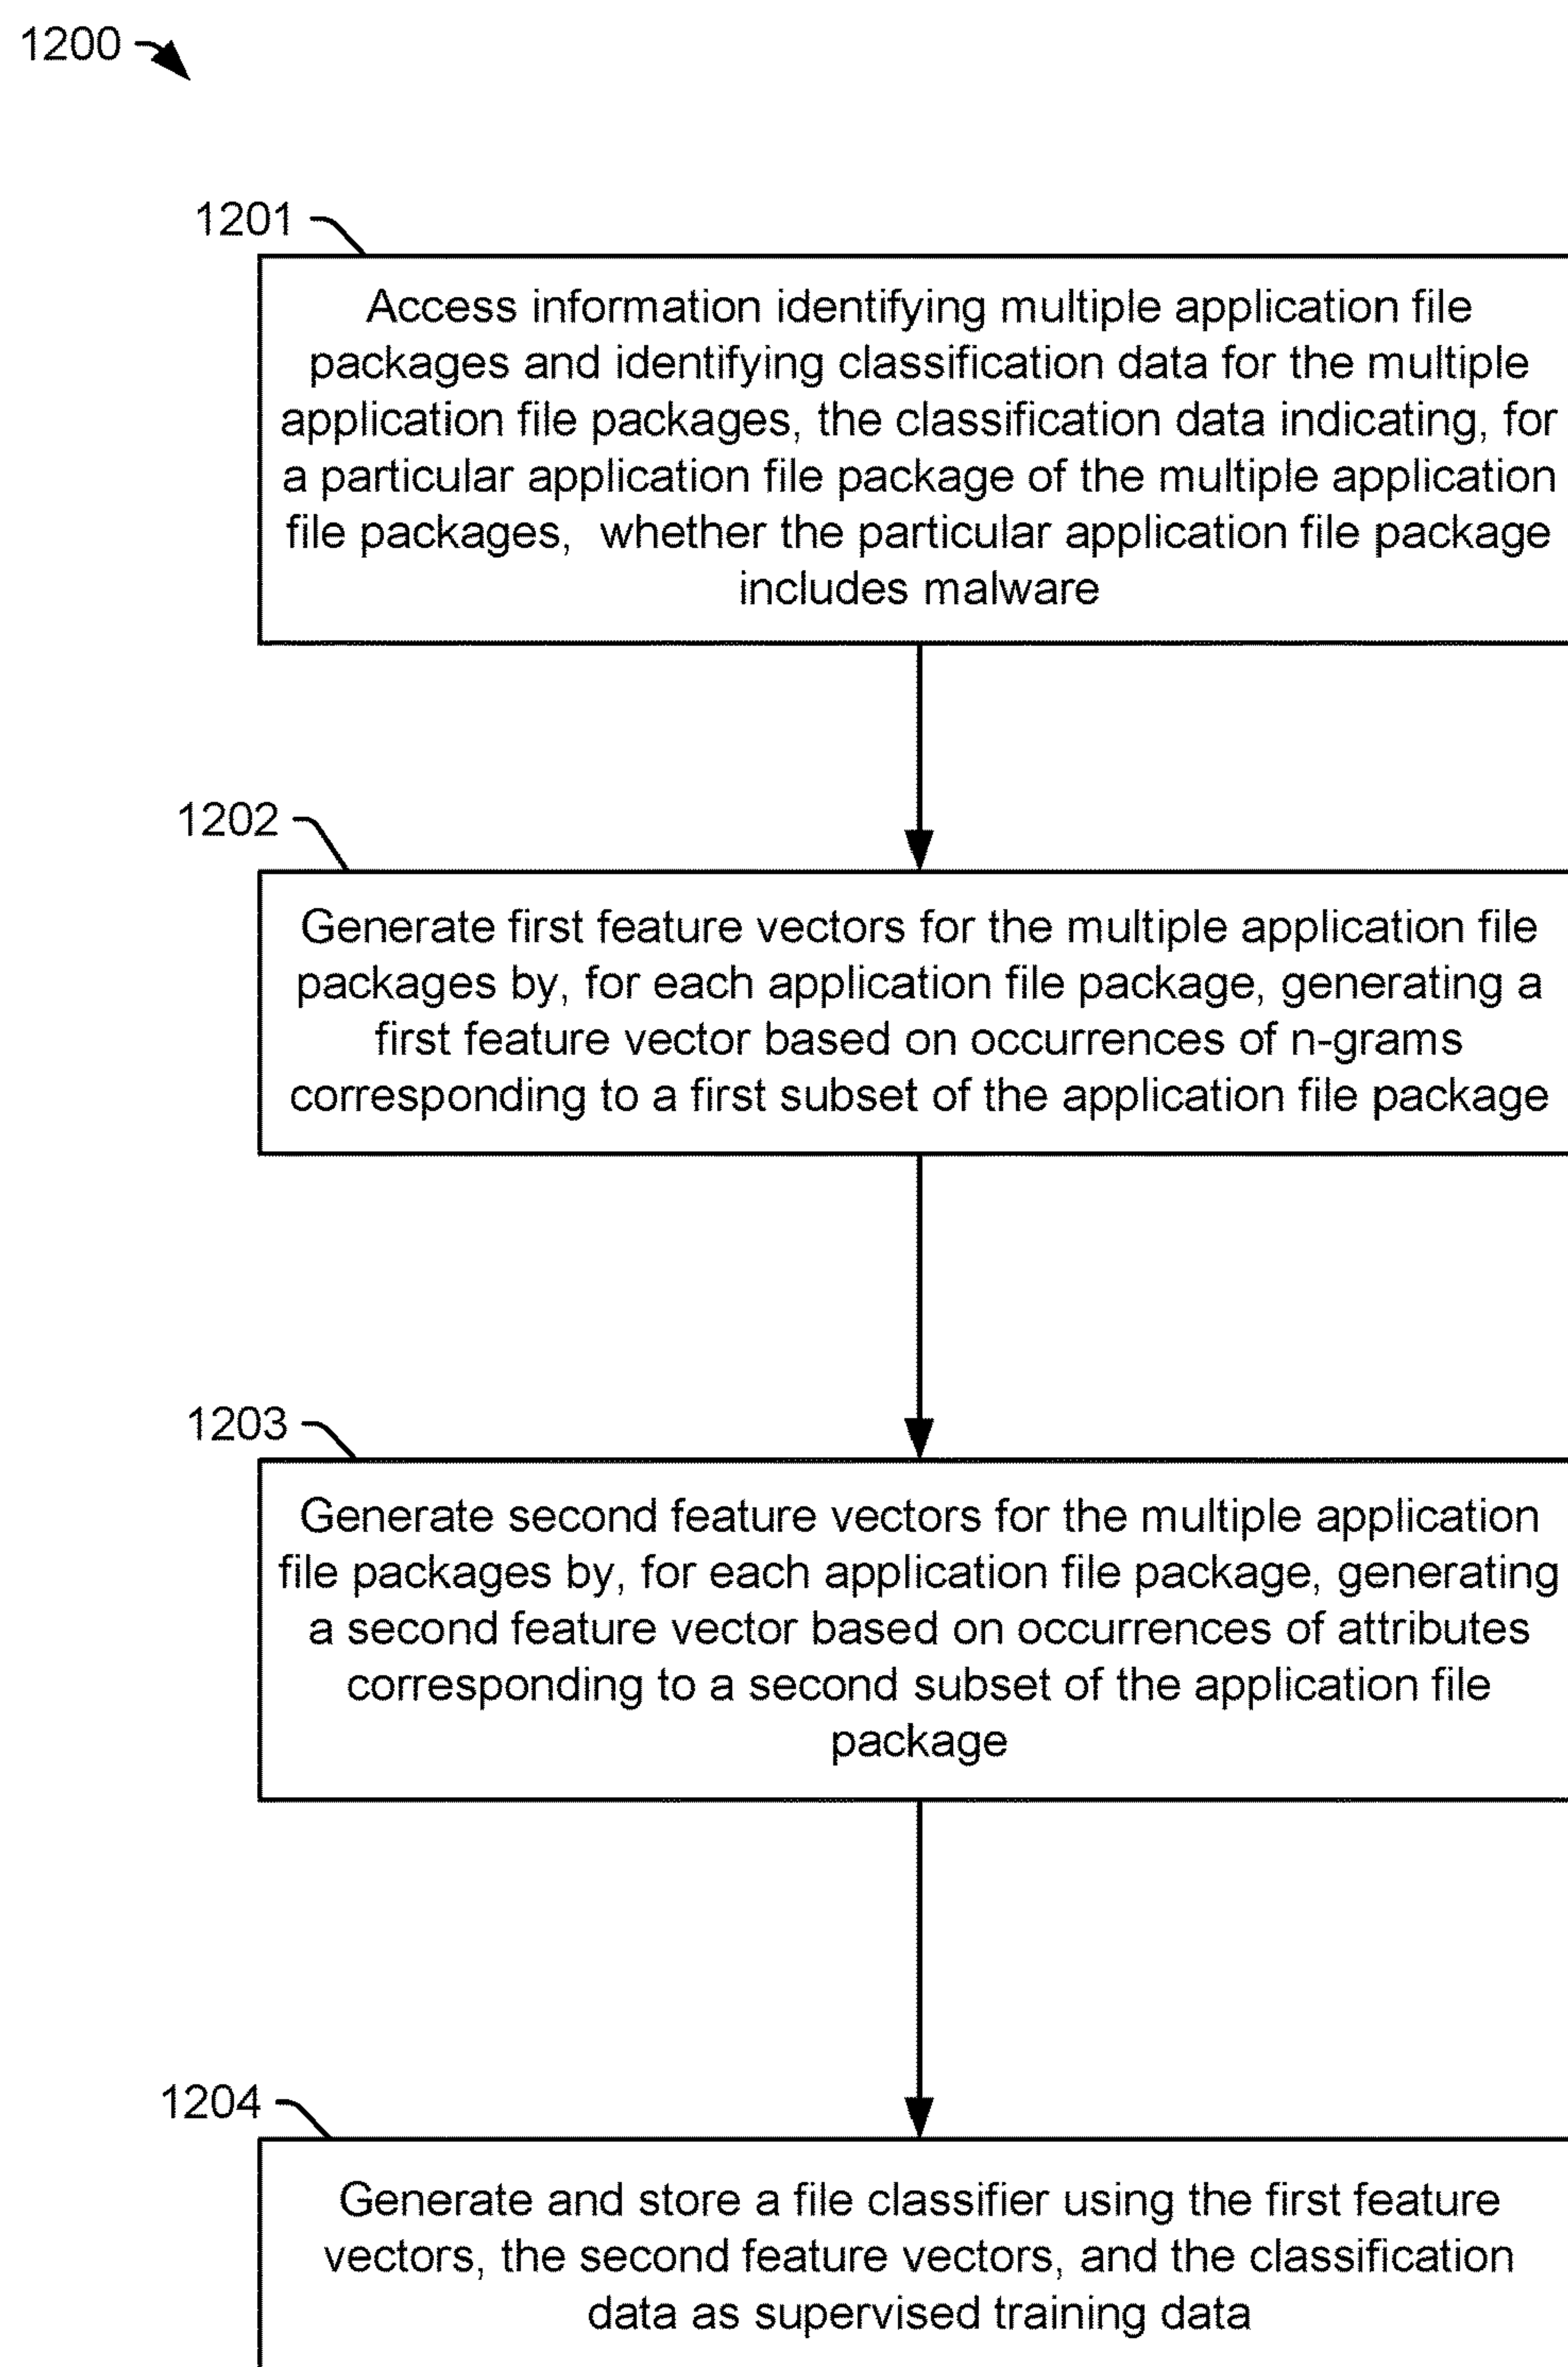 1200
1201
Access information identifying multiple application file
packages and identifying classification data for the multiple
application file packages, the classification data indicating, for
a particular application file package of the multiple application
file packages,  whether the particular application file package
includes malware
1202
Generate first feature vectors for the multiple application file
packages by, for each application file package, generating a
first feature vector based on occurrences of n-grams
corresponding to a first subset of the application file package
1203
Generate second feature vectors for the multiple application
file packages by, for each application file package, generating
a second feature vector based on occurrences of attributes
corresponding to a second subset of the application file
package
1204
Generate and store a file classifier using the first feature
vectors, the second feature vectors, and the classification
data as supervised training data